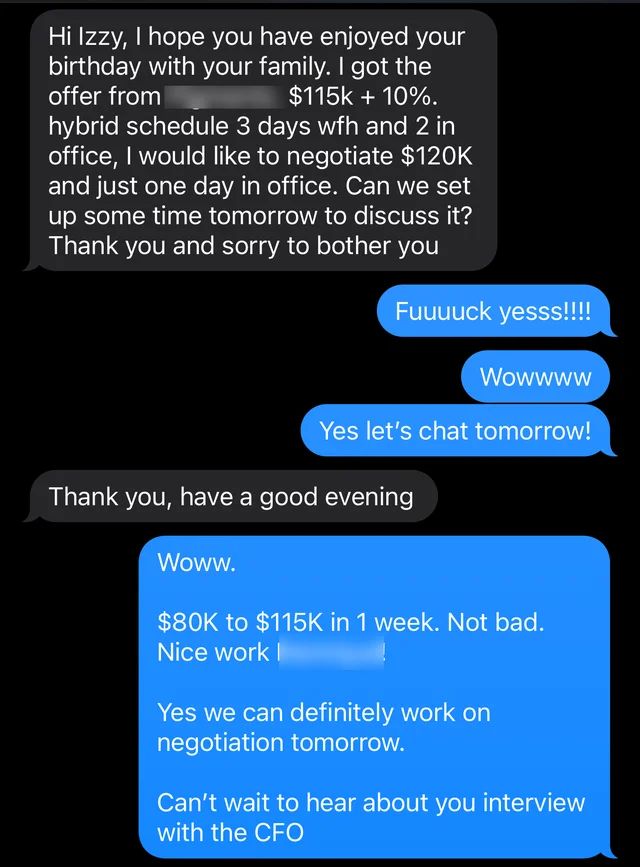 Hi Izzy, I hope you have enjoyed your
birthday with your family. I got the
offer from $115k + 10%.
hybrid schedule 3 days wfh and 2 in
office, I would like to negotiate $120K
and just one day in office. Can we set
up some time tomorrow to discuss it?
Thank you and sorry to bother you
Fuuuuck yesss!!!!
Wowwww
Yes let’s chat tomorrow!
Thank you, have a good evening
Woww.
$80K to $115K in 1 week. Not bad.
Nice work !
Yes we can definitely work on
negotiation tomorrow.
Can’t wait to hear about you interview
with the CFO